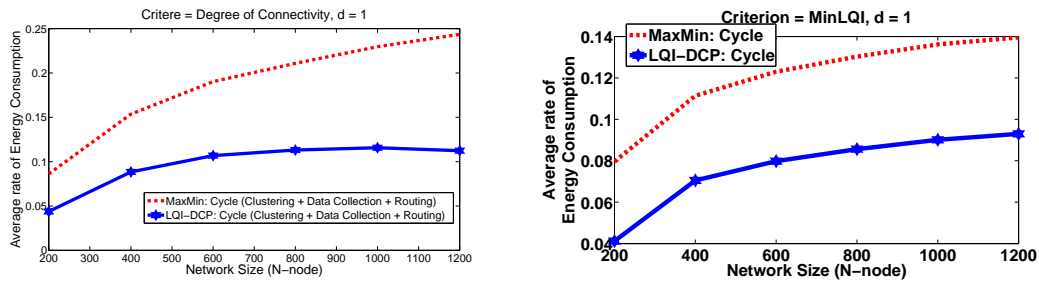 Critere = Degree of Connectivity, d = 1
Average rate of Energy Consumption
0.25
0.2
0.15
0.1
0.05
0
MaxMin: Cycle (Clustering + Data Collection + Routing)
LQI−DCP: Cycle (Clustering + Data Collection + Routing)
200 300 400 500 600 700 800 900 1000 1100 1200
Network Size (N−node)
Criterion = MinLQI, d = 1
Average rate of
Energy Consumption
MaxMin: Cycle
LQI−DCP: Cycle
0.14
0.12
0.1
0.08
0.06
0.04
200 400 600 800 1000 1200
Network Size (N−node)